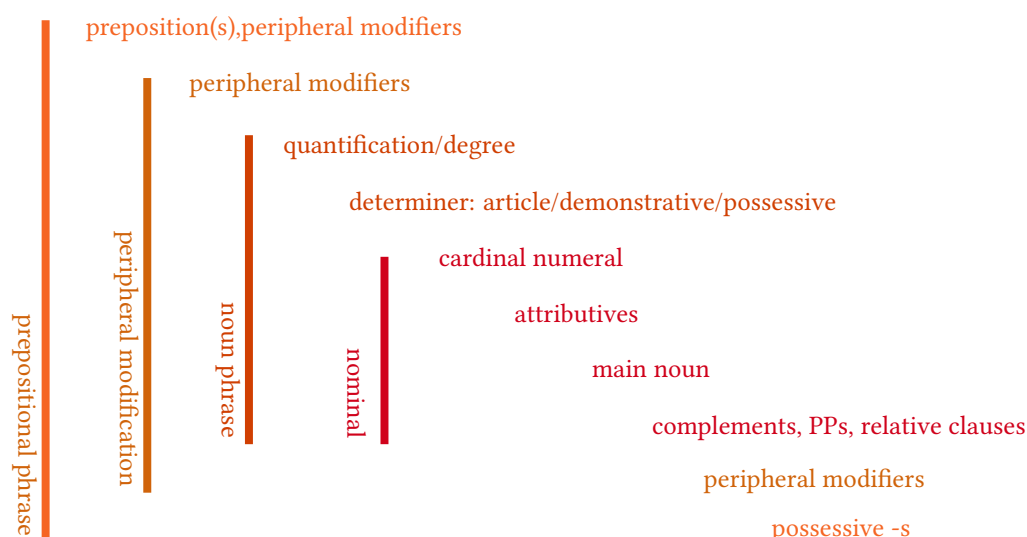 preposition(s),peripheral modifiers
peripheral modifiers
quantification/degree
determiner: article/demonstrative/possessive
cardinal numeral
attributives
main noun
complements, PPs, relative clauses
peripheral modifiers
possessive -s
prepositional phrase
peripheral modification
noun phrase
nominal